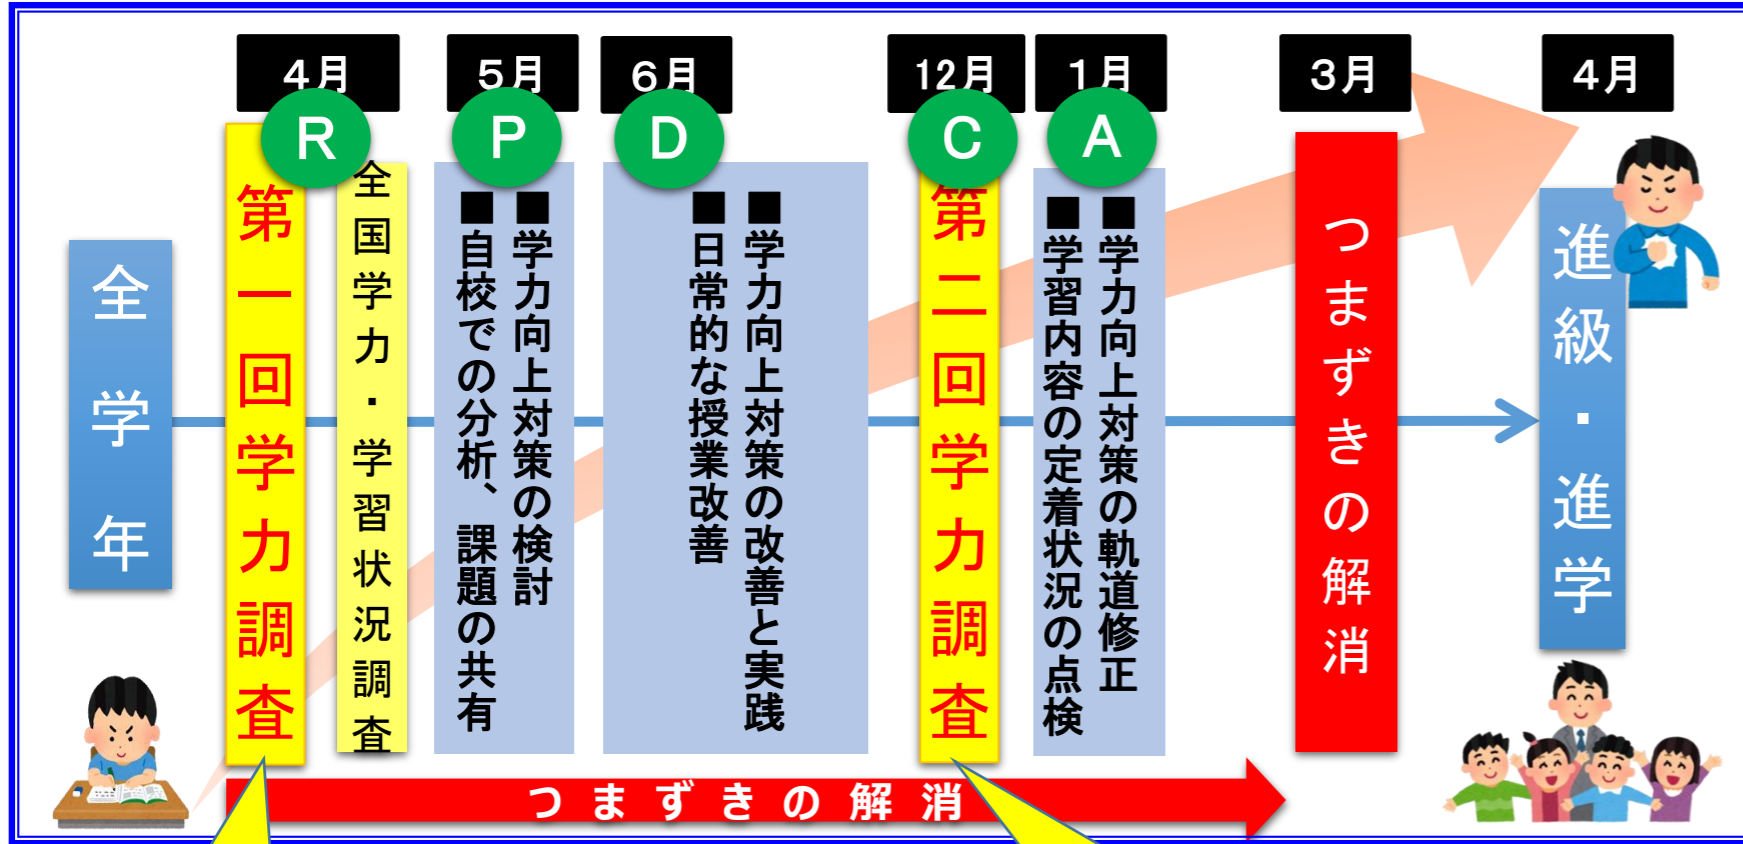 4月
5月
6月
12月
1月
3月
4月
R
P
D
C
A
全学年
第一回学力調査
全国学力・学習状況調査
■学力向上対策の検討
■自校での分析、課題の共有
■学力向上対策の改善と実践
■日常的な授業改善
第二回学力調査
■学力向上対策の軌道修正
■学習内容の定着状況の点検
つまずきの解消
進級・進学
つまずきの解消